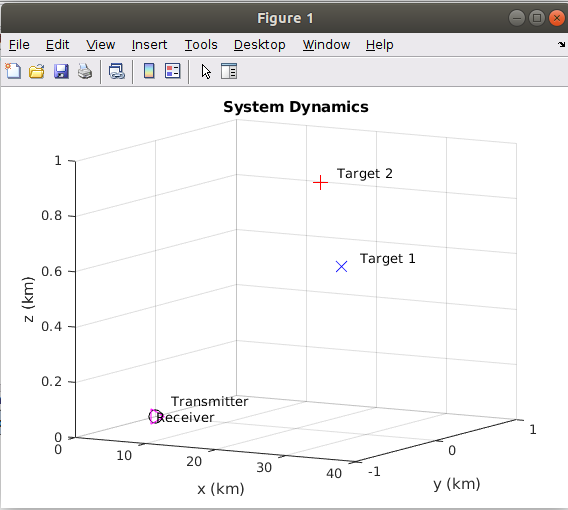 Figure 1
File Edit View Insert Tools Desktop Window Help
System Dynamics
1
0.8
0.6
0.4
0.2
0
z (km)
Target 2
Target 1
Transmitter
Receiver
0
10
20
30
40
x (km)
-1
0
1
y (km)